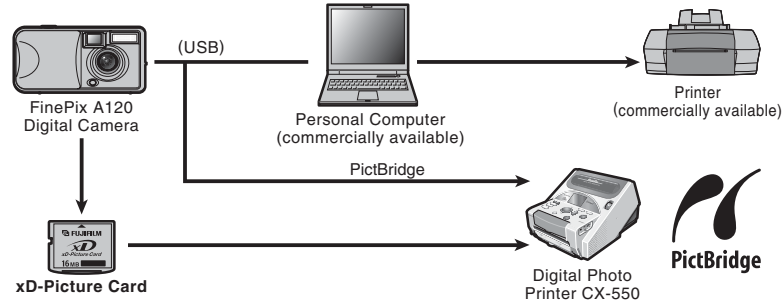 (USB)
FinePix A120
Digital Camera
Personal Computer
(commercially available)
Printer
(commercially available)
PictBridge
FUJIFILM
xD
xD-Picture Card
16MB
xD-Picture Card
Digital Photo
Printer CX-550
PictBridge